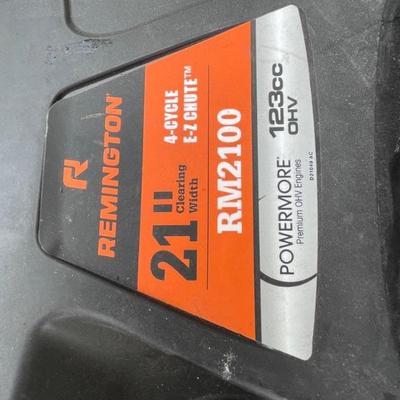 REMINGTON
21"
Clearing
Width
4-CYCLE
E-Z CHUTE™
RM2100
POWERMORE®
Premium OHV Engines
123cc
OHV